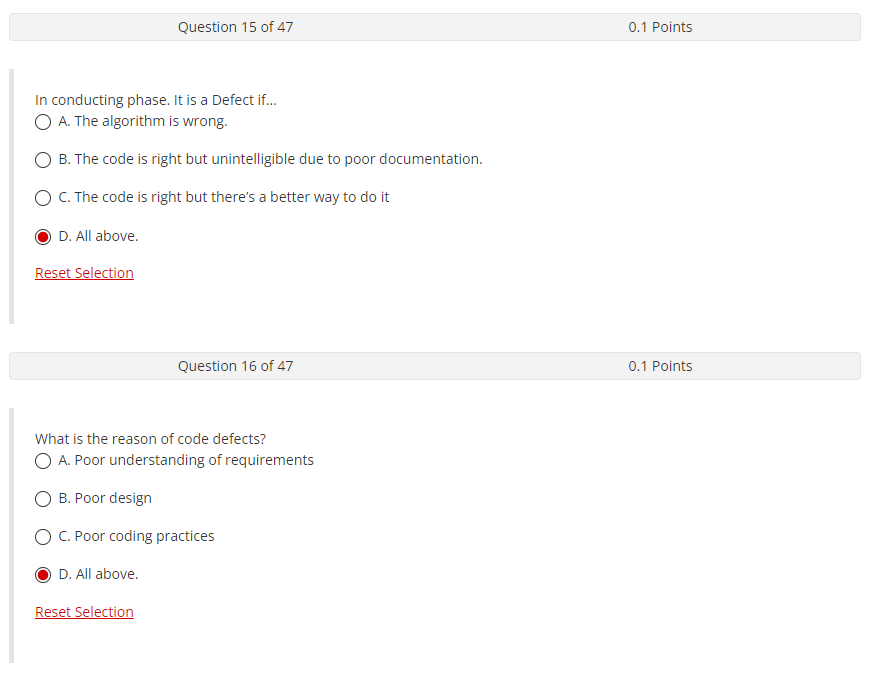 Question 15 of 47 0.1 Points
In conducting phase. It is a Defect if...
A. The algorithm is wrong.
B. The code is right but unintelligible due to poor documentation.
C. The code is right but there’s a better way to do it
D. All above.
Reset Selection
Question 16 of 47 0.1 Points
What is the reason of code defects?
A. Poor understanding of requirements
B. Poor design
C. Poor coding practices
D. All above.
Reset Selection